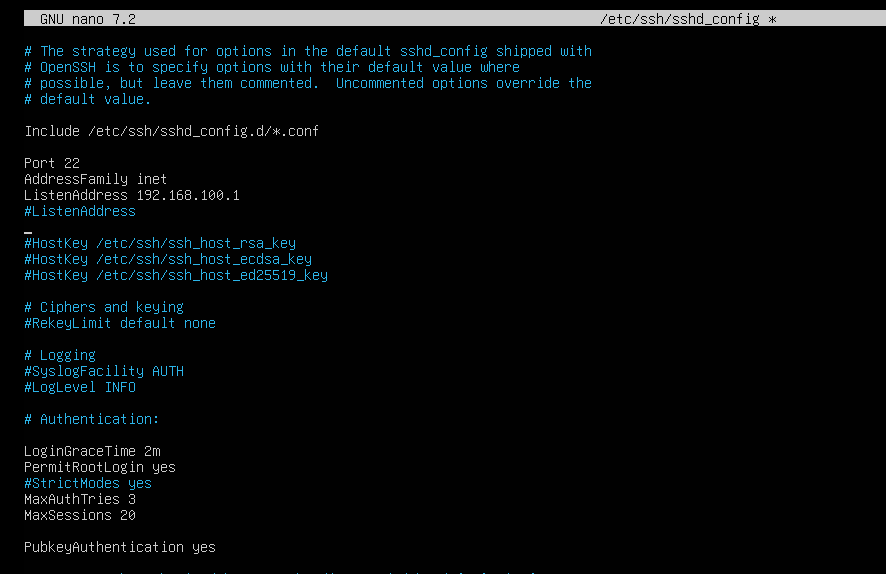 GNU nano 7.2 /etc/ssh/sshd_config *
# The strategy used for options in the default sshd_config shipped with
# OpenSSH is to specify options with their default value where
# possible, but leave them commented.  Uncommented options override the
# default value.
Include /etc/ssh/sshd_config.d/*.conf
Port 22
AddressFamily inet
ListenAddress 192.168.100.1
#ListenAddress
#HostKey /etc/ssh/ssh_host_rsa_key
#HostKey /etc/ssh/ssh_host_ecdsa_key
#HostKey /etc/ssh/ssh_host_ed25519_key
# Ciphers and keying
#RekeyLimit default none
# Logging
#SyslogFacility AUTH
#LogLevel INFO
# Authentication:
LoginGraceTime 2m
PermitRootLogin yes
#StrictModes yes
MaxAuthTries 3
MaxSessions 20
PubkeyAuthentication yes